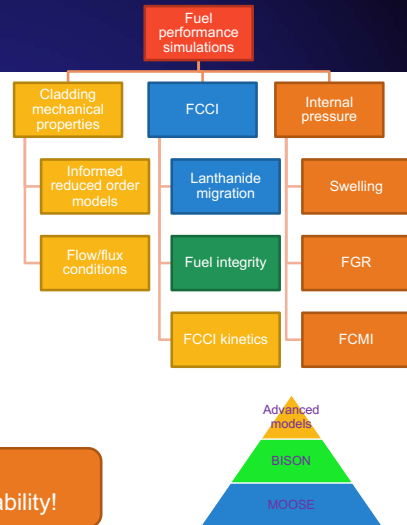 Fuel
performance
simulations
Cladding
mechanical
properties
FCCI
Internal
pressure
Informed
reduced order
models
Lanthanide
migration
Swelling
Flow/flux
conditions
Fuel integrity
FGR
FCCI kinetics
FCMI
Advanced
models
BISON
MOOSE
ability!